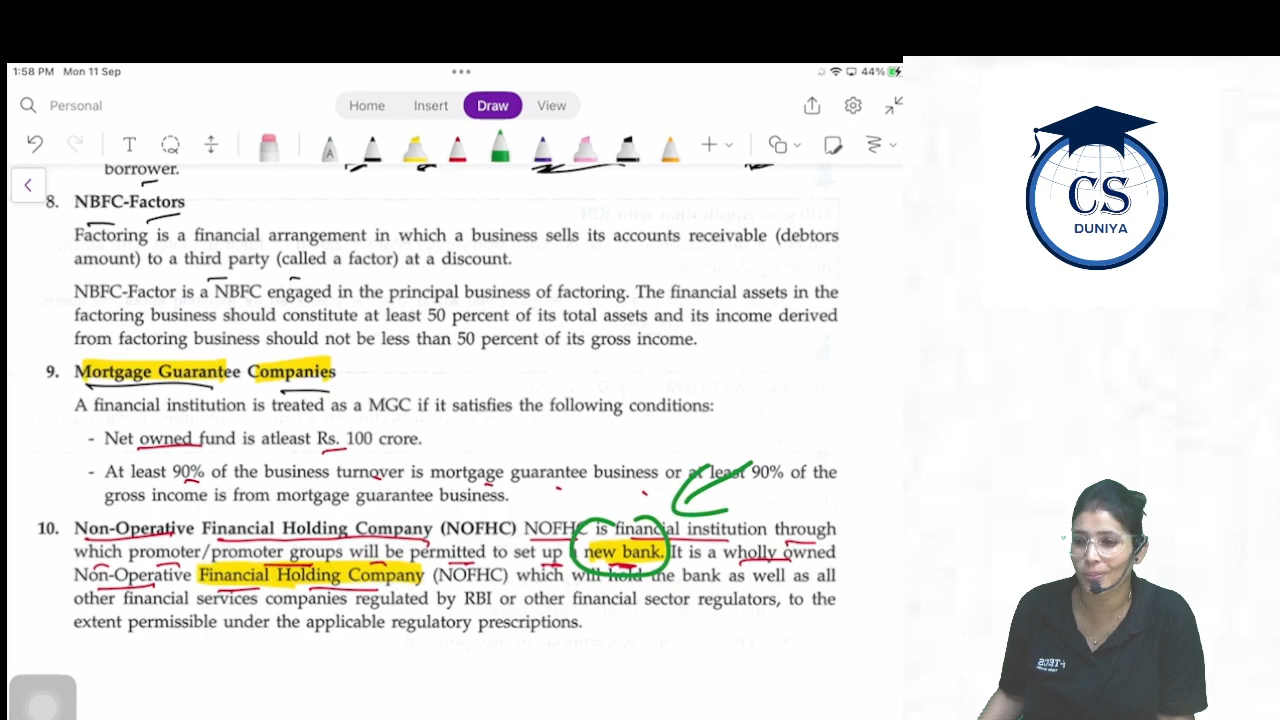 1:58 PM Mon 11 Sep
44%
Personal
Home Insert Draw View
borrower.
8. NBFC-Factors
Factoring is a financial arrangement in which a business sells its accounts receivable (debtors
amount) to a third party (called a factor) at a discount.
NBFC-Factor is a NBFC engaged in the principal business of factoring. The financial assets in the
factoring business should constitute at least 50 percent of its total assets and its income derived
from factoring business should not be less than 50 percent of its gross income.
9. Mortgage Guarantee Companies
A financial institution is treated as a MGC if it satisfies the following conditions:
- Net owned fund is atleast Rs. 100 crore.
- At least 90% of the business turnover is mortgage guarantee business or at least 90% of the
gross income is from mortgage guarantee business.
10. Non-Operative Financial Holding Company (NOFHC) NOFHC is financial institution through
which promoter/promoter groups will be permitted to set up a new bank. It is a wholly owned
Non-Operative Financial Holding Company (NOFHC) which will hold the bank as well as all
other financial services companies regulated by RBI or other financial sector regulators, to the
extent permissible under the applicable regulatory prescriptions.
CS
DUNIYA